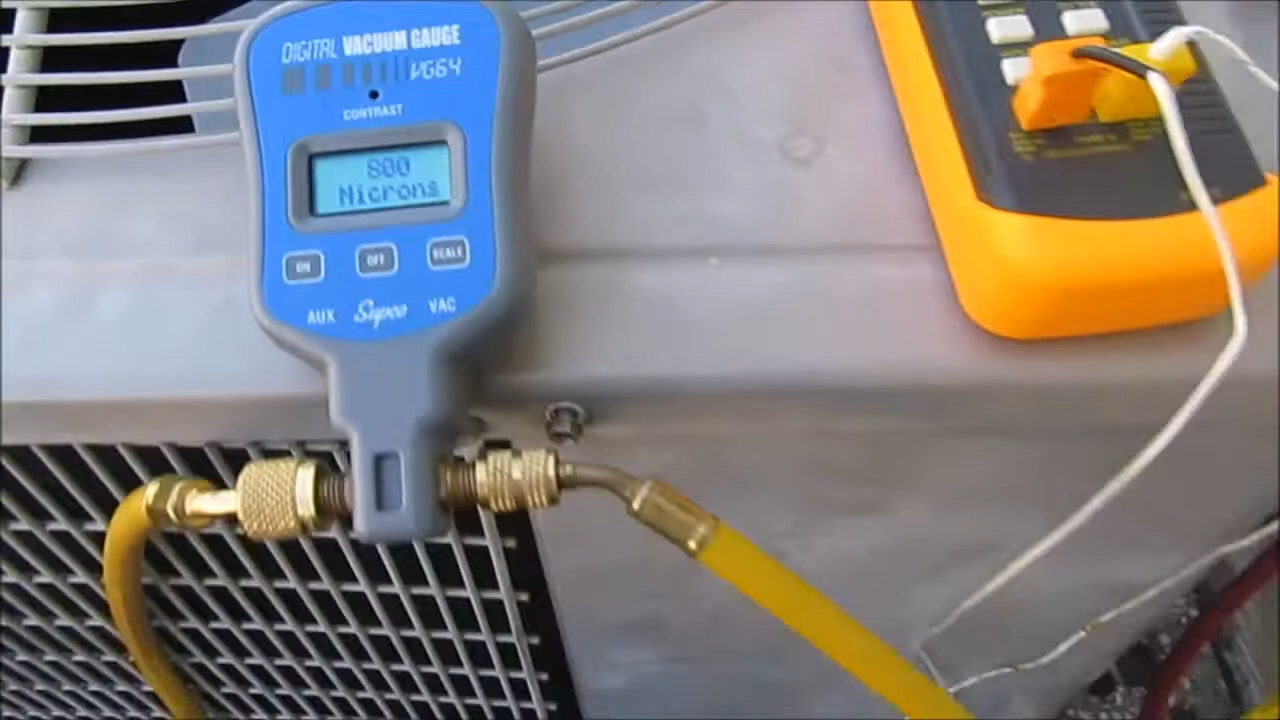 DIGITAL VACUUM GAUGE
VG64
CONTRAST
800
Microns
ON OFF SCALE
AUX Supco VAC